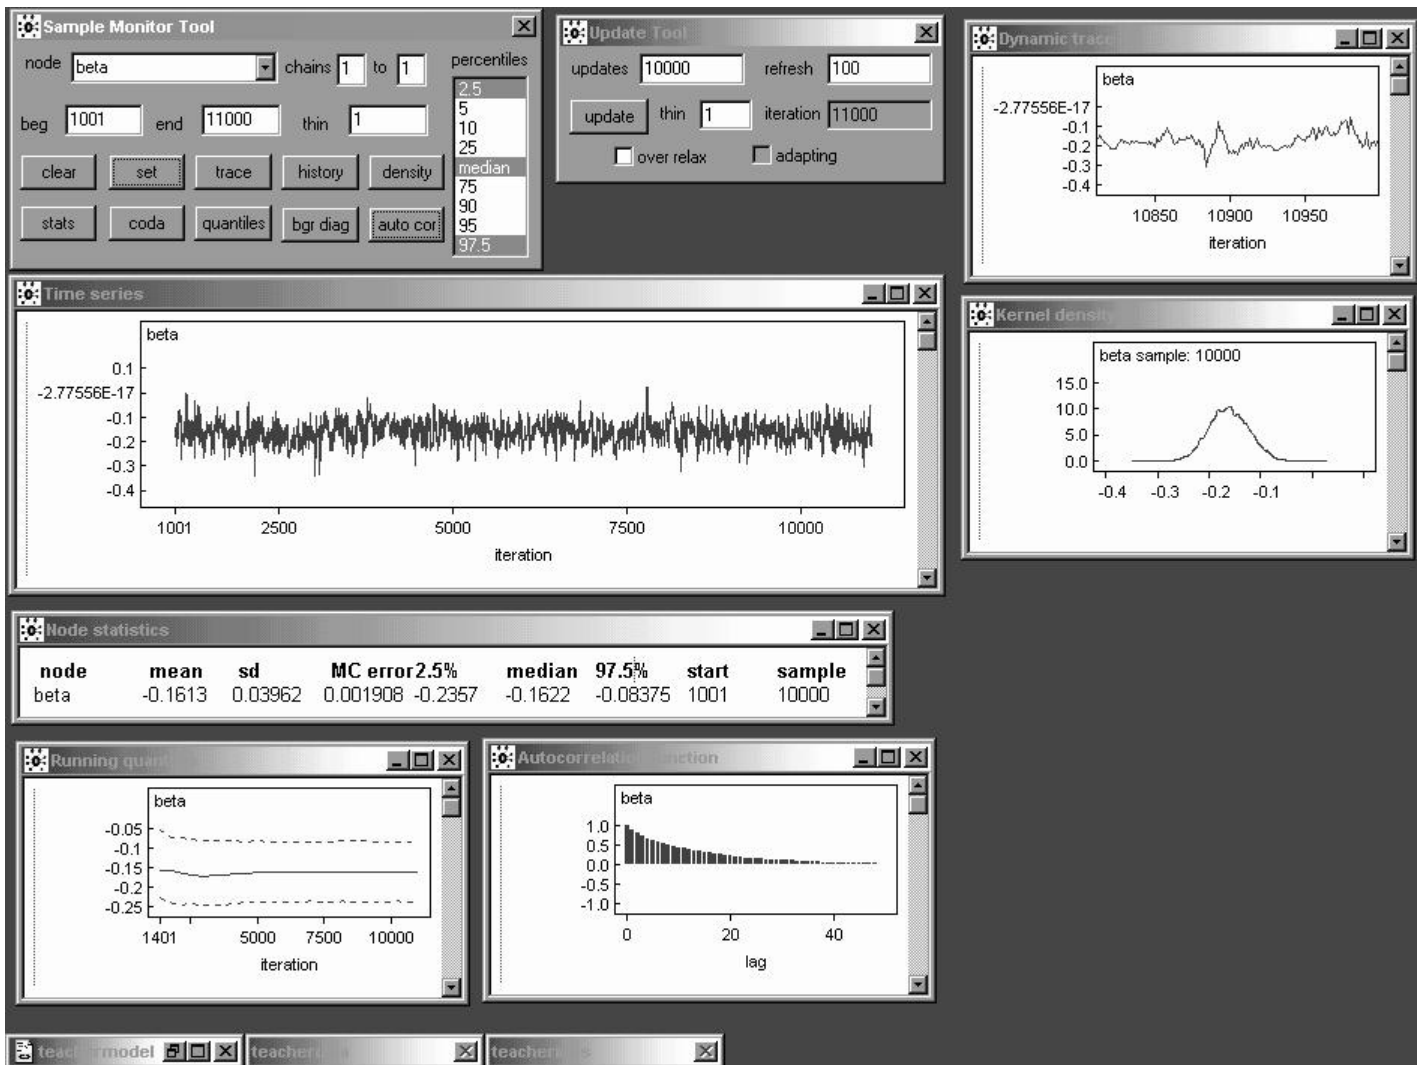 Sample Monitor Tool
node beta chains 1 to 1 percentiles
2.5
5
10
25
median
75
90
95
97.5
beg 1001 end 11000 thin 1
clear set trace history density
stats coda quantiles bgr diag auto cor
Update Tool
updates 10000 refresh 100
update thin 1 iteration 11000
over relax adapting
Dynamic trace
beta
-2.77556E-17
-0.1
-0.2
-0.3
-0.4
10850 10900 10950
iteration
Time series
beta
0.1
-2.77556E-17
-0.1
-0.2
-0.3
-0.4
1001 2500 5000 7500 10000
iteration
Kernel density
beta sample: 10000
15.0
10.0
5.0
0.0
-0.4 -0.3 -0.2 -0.1
Node statistics
node mean sd MC error 2.5% median 97.5% start sample
beta -0.1613 0.03962 0.001908 -0.2357 -0.1622 -0.08375 1001 10000
Running quant
beta
-0.05
-0.1
-0.15
-0.2
-0.25
1401 5000 7500 10000
iteration
Autocorrelation function
beta
1.0
0.5
0.0
-0.5
-1.0
0 20 40
lag
teachermodel